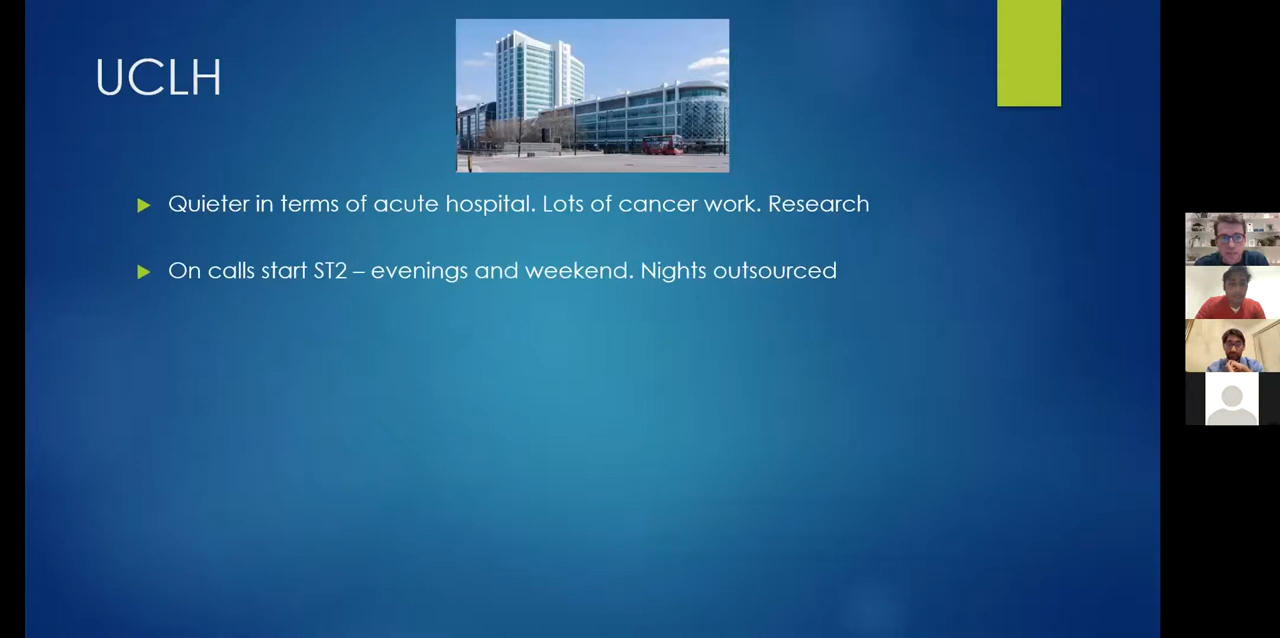 UCLH
Quieter in terms of acute hospital. Lots of cancer work. Research
On calls start ST2 – evenings and weekend. Nights outsourced